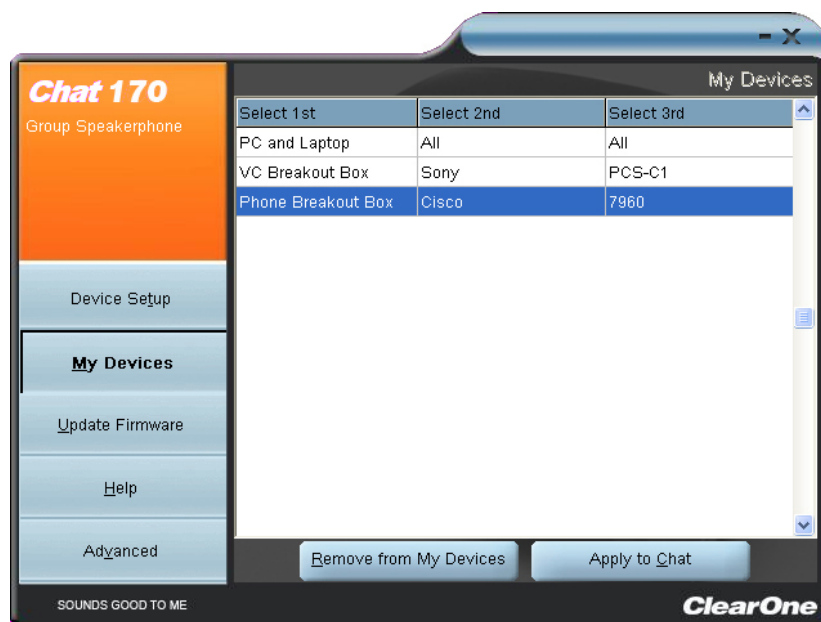 Chat 170
Group Speakerphone
My Devices
Select 1st Select 2nd Select 3rd
PC and Laptop All All
VC Breakout Box Sony PCS-C1
Phone Breakout Box Cisco 7960
Device Setup
My Devices
Update Firmware
Help
Advanced
Remove from My Devices Apply to Chat
SOUNDS GOOD TO ME ClearOne